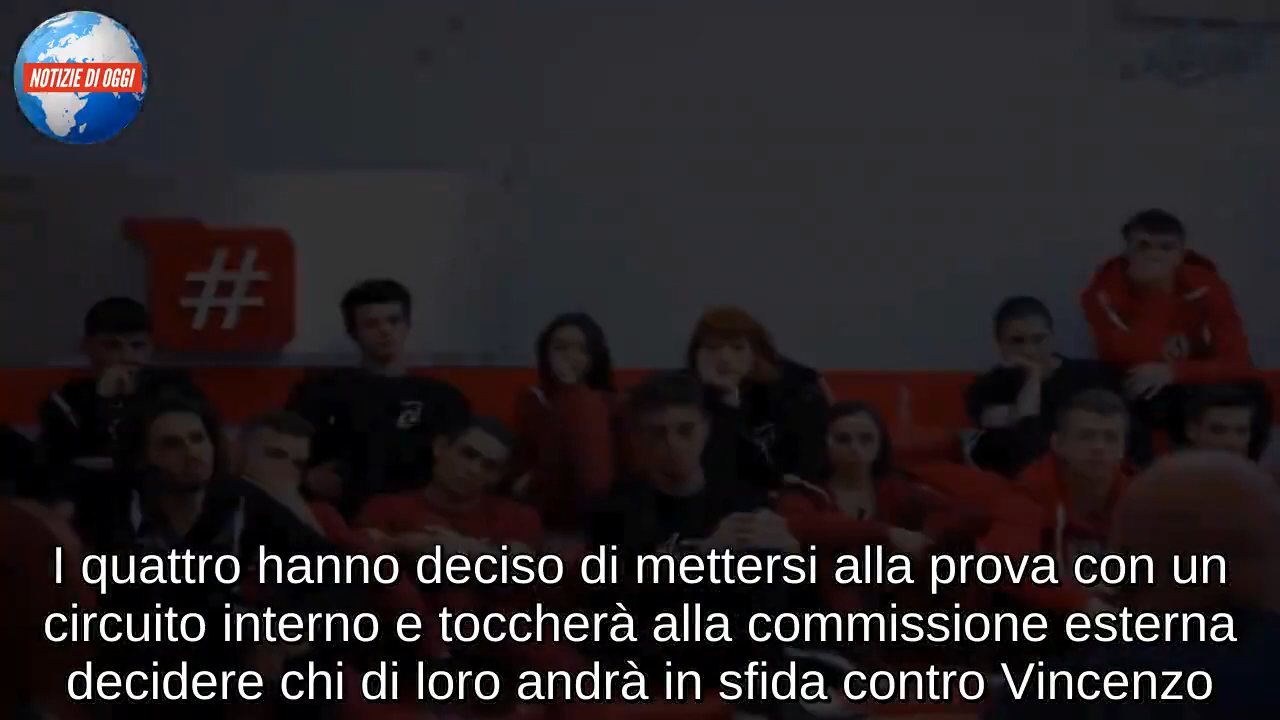 NOTIZIE DI OGGI
#
I quattro hanno deciso di mettersi alla prova con un
circuito interno e toccherà alla commissione esterna
decidere chi di loro andrà in sfida contro Vincenzo